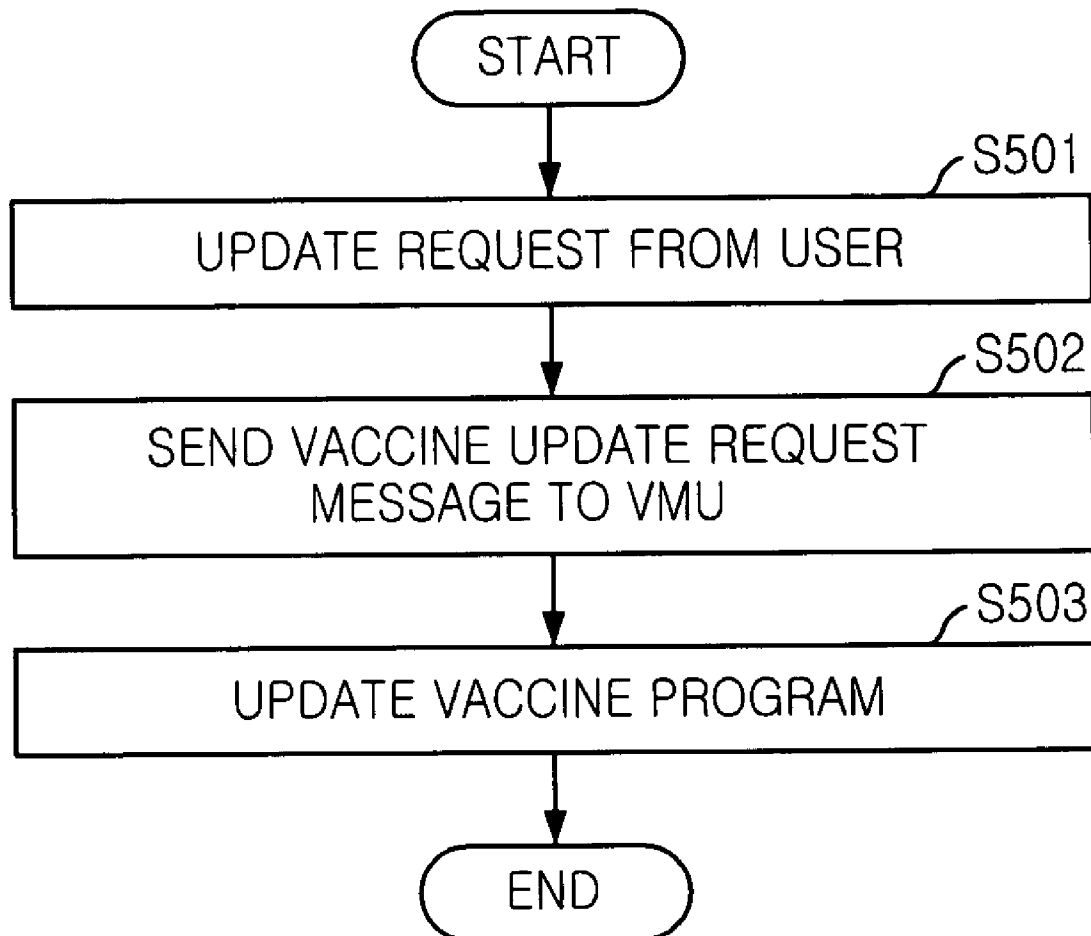 START
S501
UPDATE REQUEST FROM USER
S502
SEND VACCINE UPDATE REQUEST
MESSAGE TO VMU
S503
UPDATE VACCINE PROGRAM
END